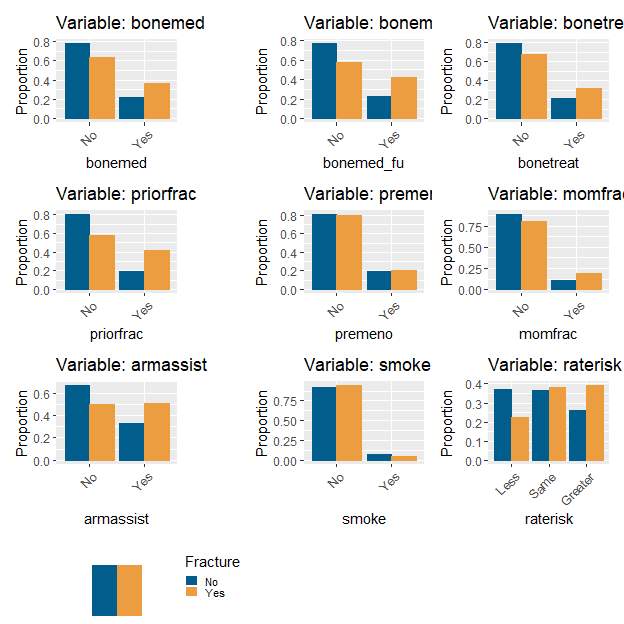 Variable: bonemed
Proportion
0.8
0.6
0.4
0.2
0.0
No
Yes
bonemed
Variable: bonem
Proportion
0.8
0.6
0.4
0.2
0.0
No
Yes
bonemed_fu
Variable: bonetre
Proportion
0.8
0.6
0.4
0.2
0.0
No
Yes
bonetreat
Variable: priorfrac
Proportion
0.8
0.6
0.4
0.2
0.0
No
Yes
priorfrac
Variable: premen
Proportion
0.8
0.6
0.4
0.2
0.0
No
Yes
premeno
Variable: momfra
Proportion
0.75
0.50
0.25
0.00
No
Yes
momfrac
Variable: armassist
Proportion
0.6
0.4
0.2
0.0
No
Yes
armassist
Variable: smoke
Proportion
0.75
0.50
0.25
0.00
No
Yes
smoke
Variable: raterisk
Proportion
0.4
0.3
0.2
0.1
0.0
Less
Same
Greater
raterisk
Fracture
No
Yes